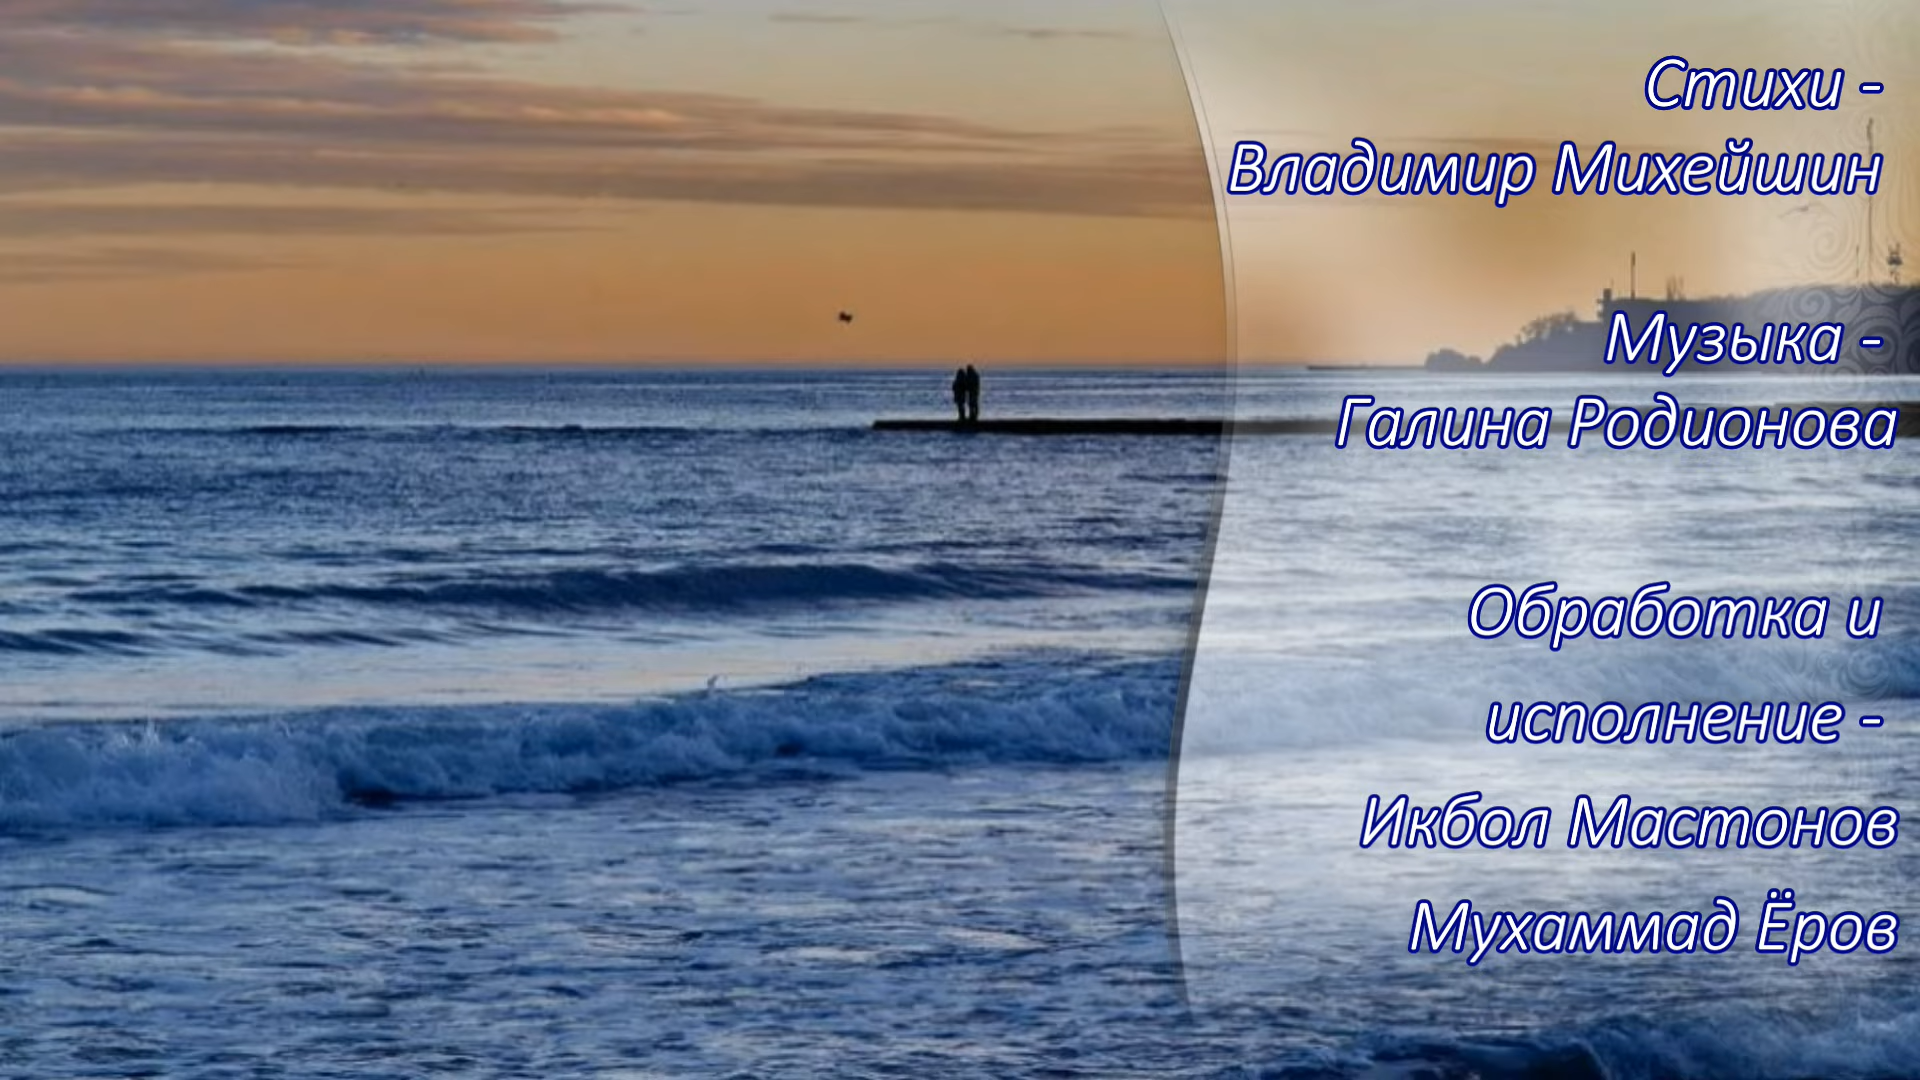 Стихи -
Владимир Михейшин
Музыка -
Галина Родионова
Обработка и
исполнение -
Икбол Мастонов
Мухаммад Ёров